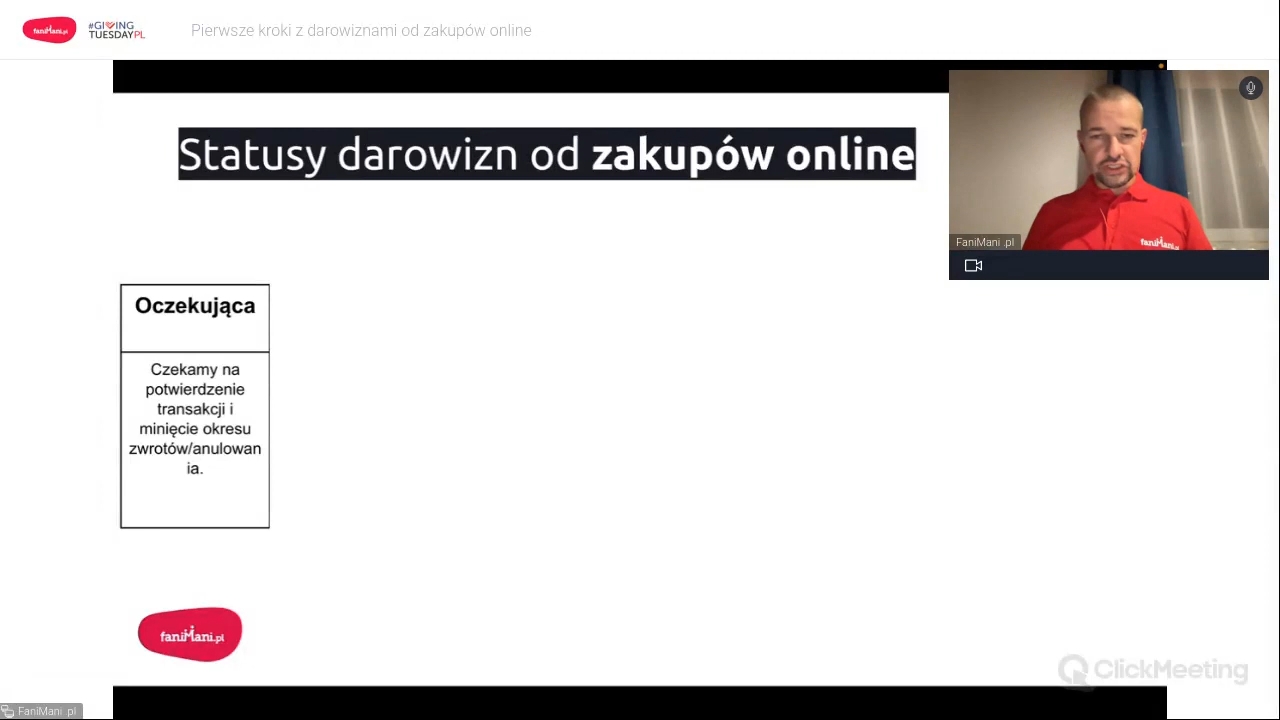 faniMani.pl
#GIVING
TUESDAYPL
Pierwsze kroki z darowiznami od zakupów online
Statusy darowizn od zakupów online
faniMani.pl
FaniMani .pl
Oczekująca
Czekamy na
potwierdzenie
transakcji i
minięcie okresu
zwrotów/anulowan
ia.
faniMani.pl
ClickMeeting
FaniMani .pl